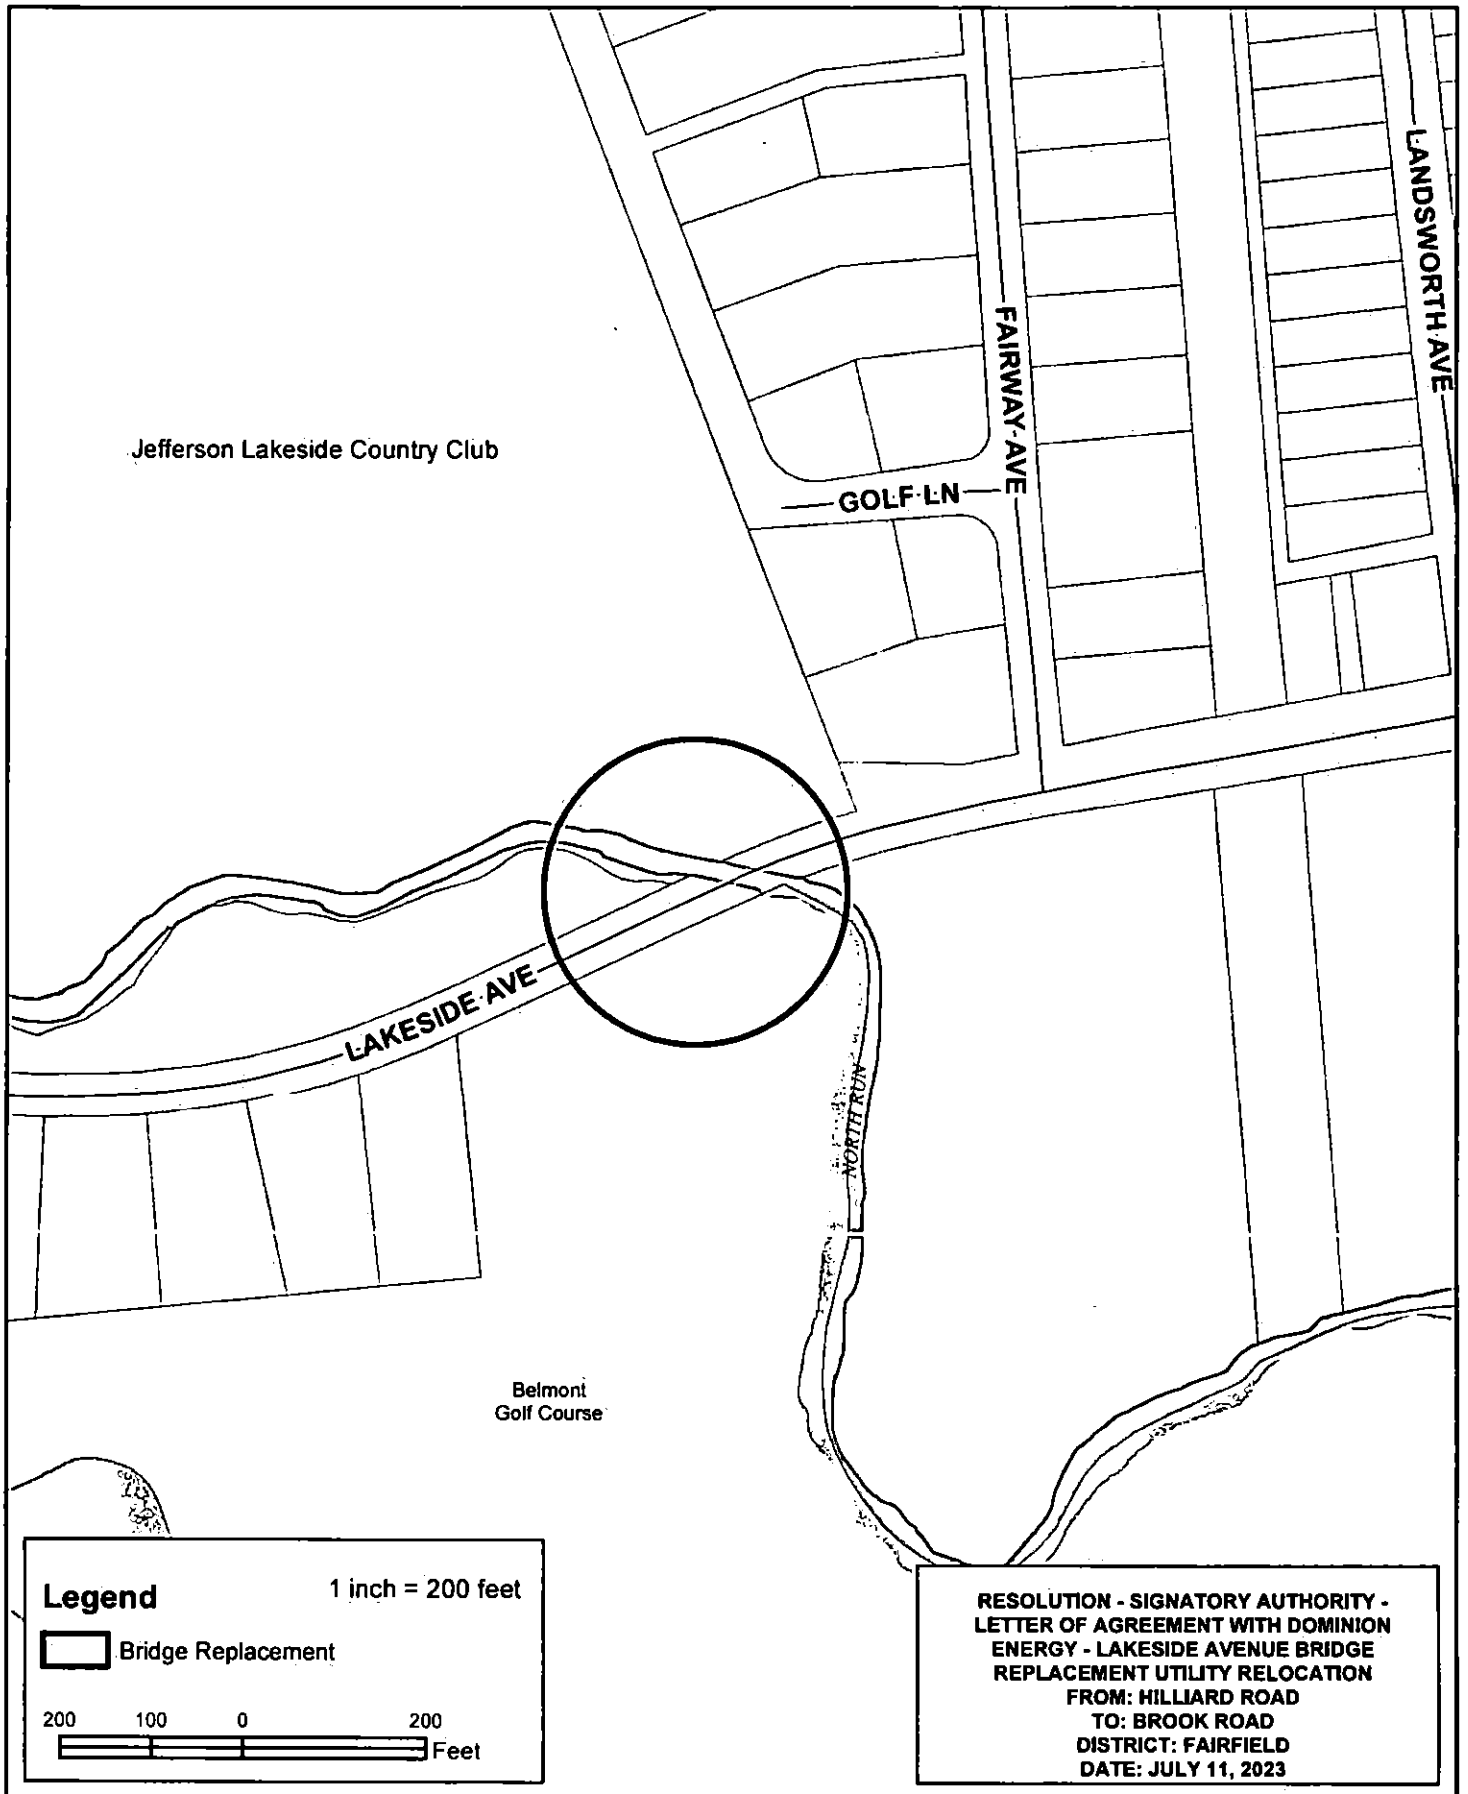 LANDSWORTH AVE
FAIRWAY AVE
Jefferson Lakeside Country Club
GOLF LN
LAKESIDE AVE
NORTH RUN
Belmont
Golf Course
Legend
1 inch = 200 feet
Bridge Replacement
200 100 0 200
Feet
RESOLUTION - SIGNATORY AUTHORITY -
LETTER OF AGREEMENT WITH DOMINION
ENERGY - LAKESIDE AVENUE BRIDGE
REPLACEMENT UTILITY RELOCATION
FROM: HILLIARD ROAD
TO: BROOK ROAD
DISTRICT: FAIRFIELD
DATE: JULY 11, 2023